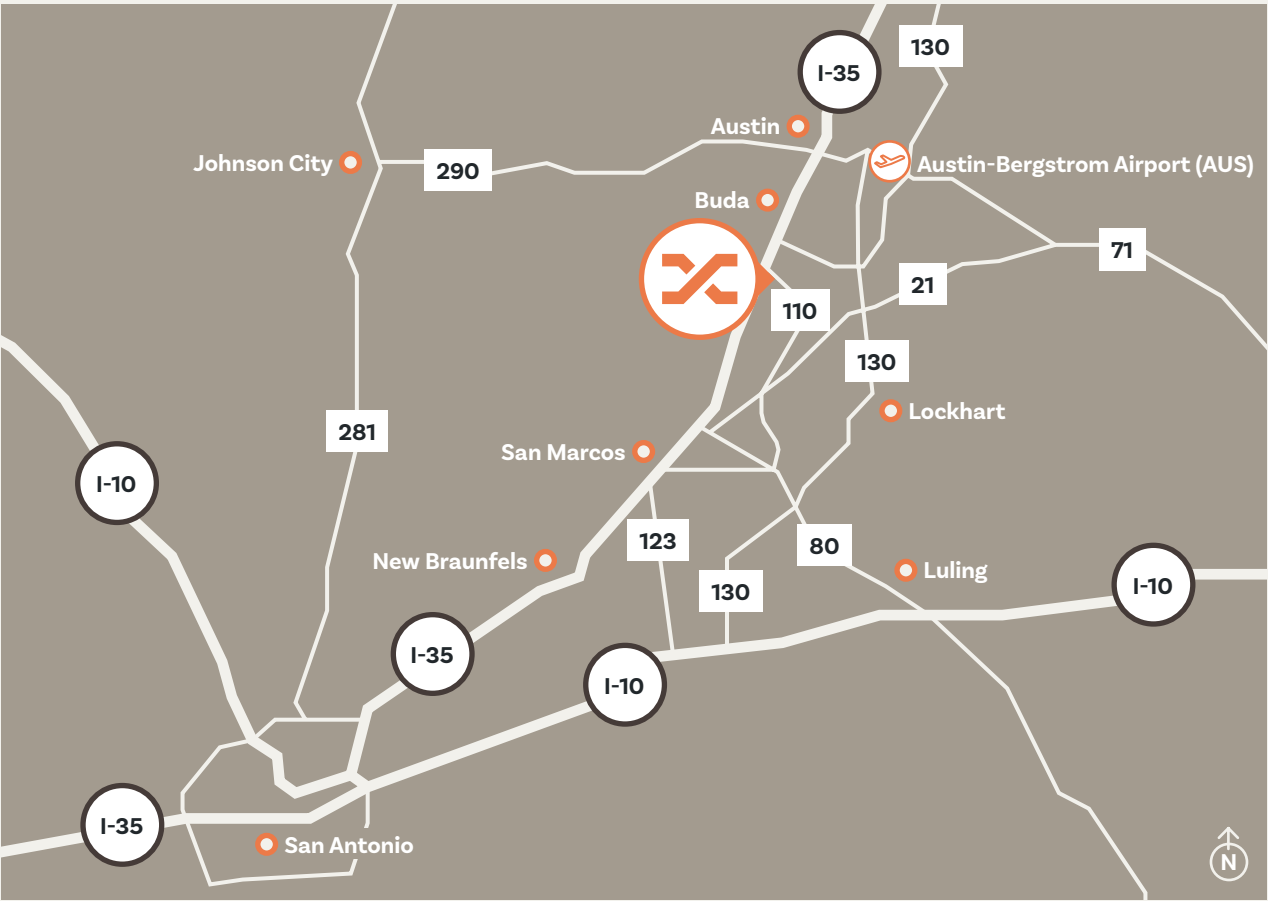 130
I-35
Austin
Johnson City
290
Austin-Bergstrom Airport (AUS)
Buda
71
21
110
130
281
Lockhart
San Marcos
I-10
123
80
New Braunfels
Luling
130
I-10
I-35
I-10
I-35
San Antonio
N